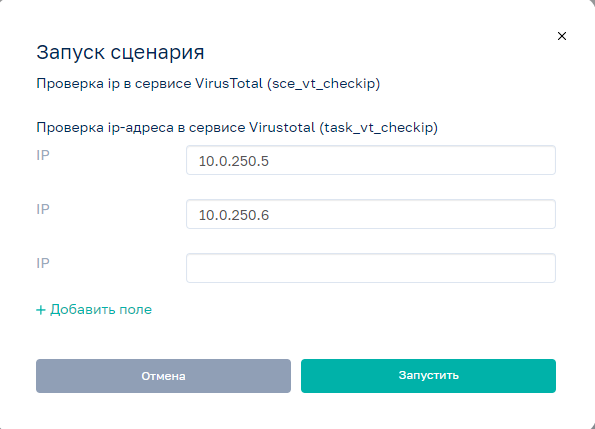 Запуск сценария
Проверка ip в сервисе VirusTotal (sce_vt_checkip)
Проверка ip-адреса в сервисе Virustotal (task_vt_checkip)
IP 10.0.250.5
IP 10.0.250.6
IP
+ Добавить поле
Отмена Запустить